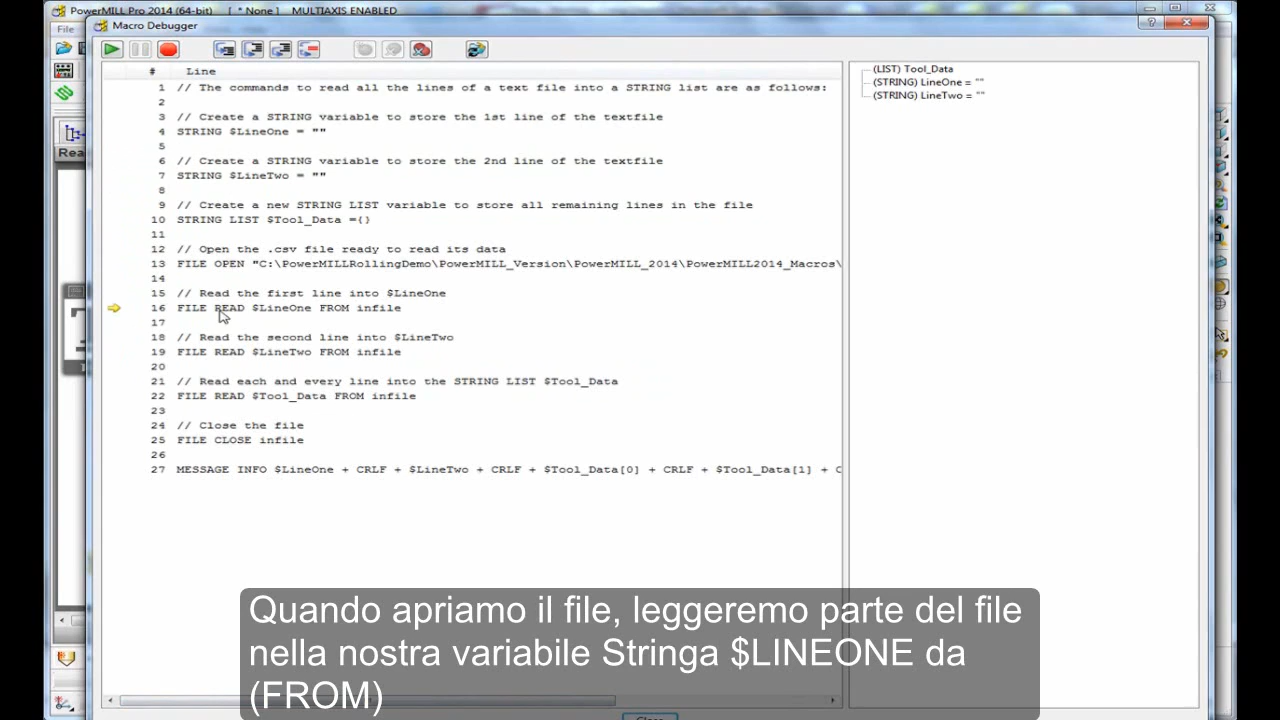 PowerMILL Pro 2014 (64-bit) [ * None ] MULTIAXIS ENABLED
File
Macro Debugger
# Line
1 // The commands to read all the lines of a text file into a STRING list are as follows:
2
3 // Create a STRING variable to store the 1st line of the textfile
4 STRING $LineOne = ""
5
6 // Create a STRING variable to store the 2nd line of the textfile
7 STRING $LineTwo = ""
8
9 // Create a new STRING LIST variable to store all remaining lines in the file
10 STRING LIST $Tool_Data ={}
11
12 // Open the .csv file ready to read its data
13 FILE OPEN "C:\PowerMILLRollingDemo\PowerMILL_Version\PowerMILL_2014\PowerMILL2014_Macros\
14
15 // Read the first line into $LineOne
16 FILE READ $LineOne FROM infile
17
18 // Read the second line into $LineTwo
19 FILE READ $LineTwo FROM infile
20
21 // Read each and every line into the STRING LIST $Tool_Data
22 FILE READ $Tool_Data FROM infile
23
24 // Close the file
25 FILE CLOSE infile
26
27 MESSAGE INFO $LineOne + CRLF + $LineTwo + CRLF + $Tool_Data[0] + CRLF + $Tool_Data[1] + C
(LIST) Tool_Data
(STRING) LineOne = ""
(STRING) LineTwo = ""
Rea
Quando apriamo il file, leggeremo parte del file
nella nostra variabile Stringa $LINEONE da
(FROM)